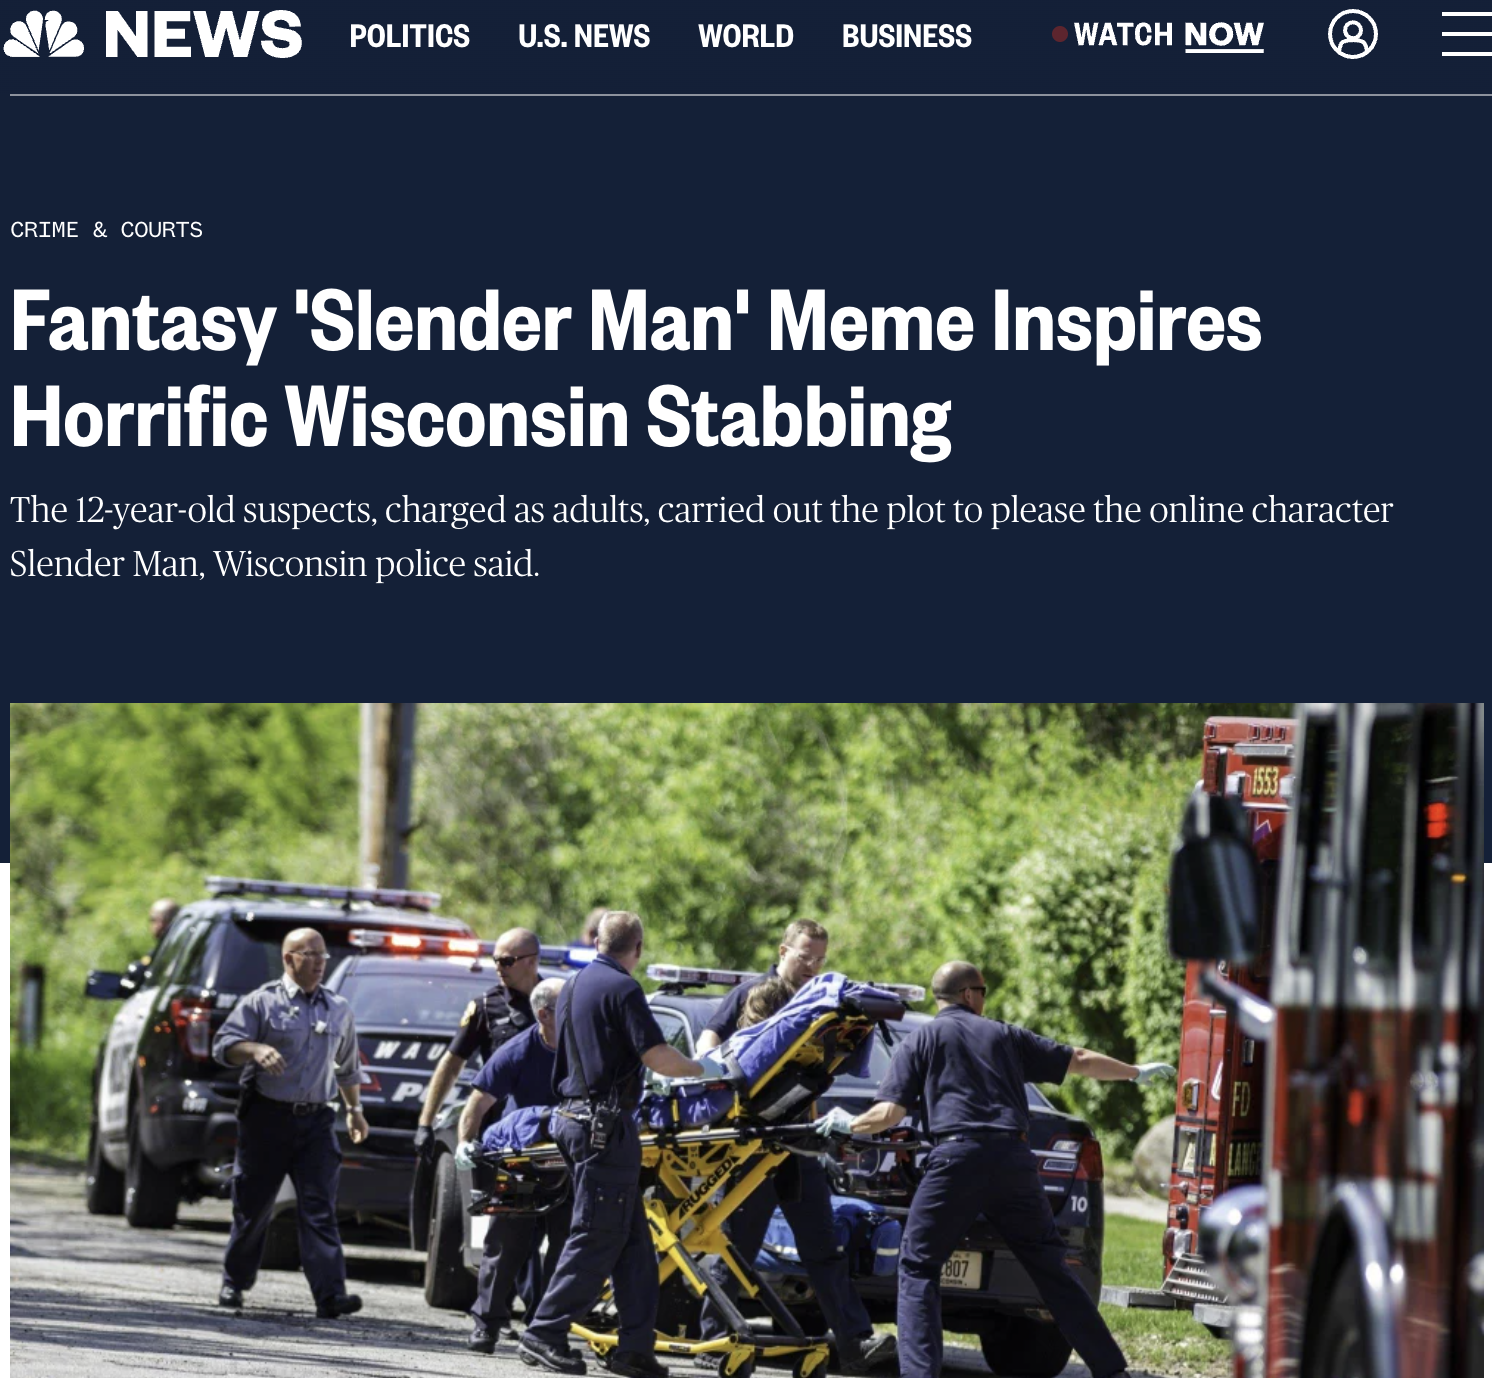 NEWS POLITICS U.S. NEWS WORLD BUSINESS WATCH NOW
CRIME & COURTS
Fantasy 'Slender Man' Meme Inspires
Horrific Wisconsin Stabbing
The 12-year-old suspects, charged as adults, carried out the plot to please the online character
Slender Man, Wisconsin police said.
1553
WAU
PO
FD
RUGGED
10
807